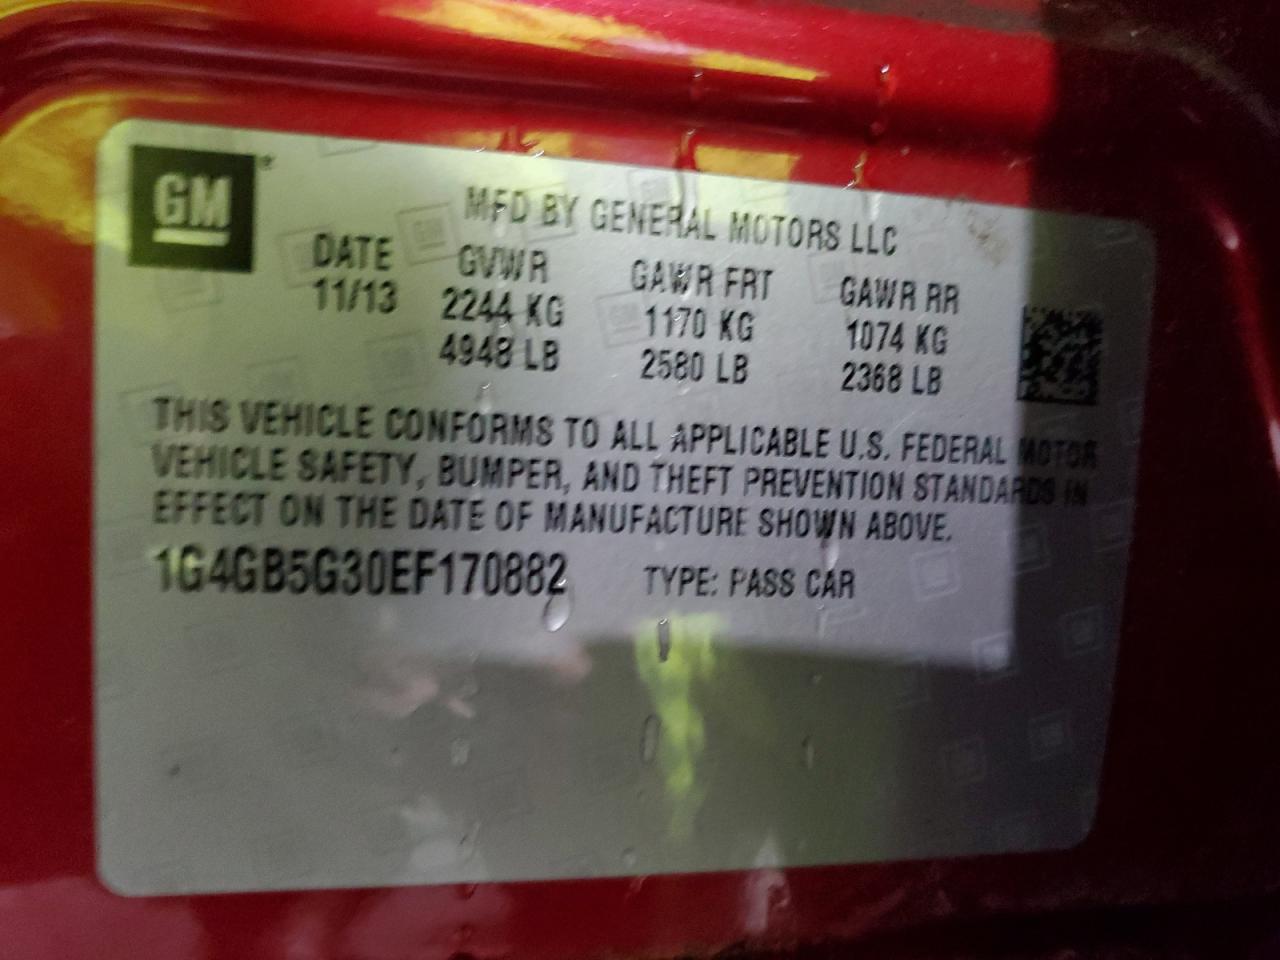 GM
MFD BY GENERAL MOTORS LLC
DATE GVWR GAWR FRT GAWR RR
11/13 2244 KG 1170 KG 1074 KG
4948 LB 2580 LB 2368 LB
THIS VEHICLE CONFORMS TO ALL APPLICABLE U.S. FEDERAL MOTOR
VEHICLE SAFETY, BUMPER, AND THEFT PREVENTION STANDARDS IN
EFFECT ON THE DATE OF MANUFACTURE SHOWN ABOVE.
1G4GB5G30EF170882 TYPE: PASS CAR